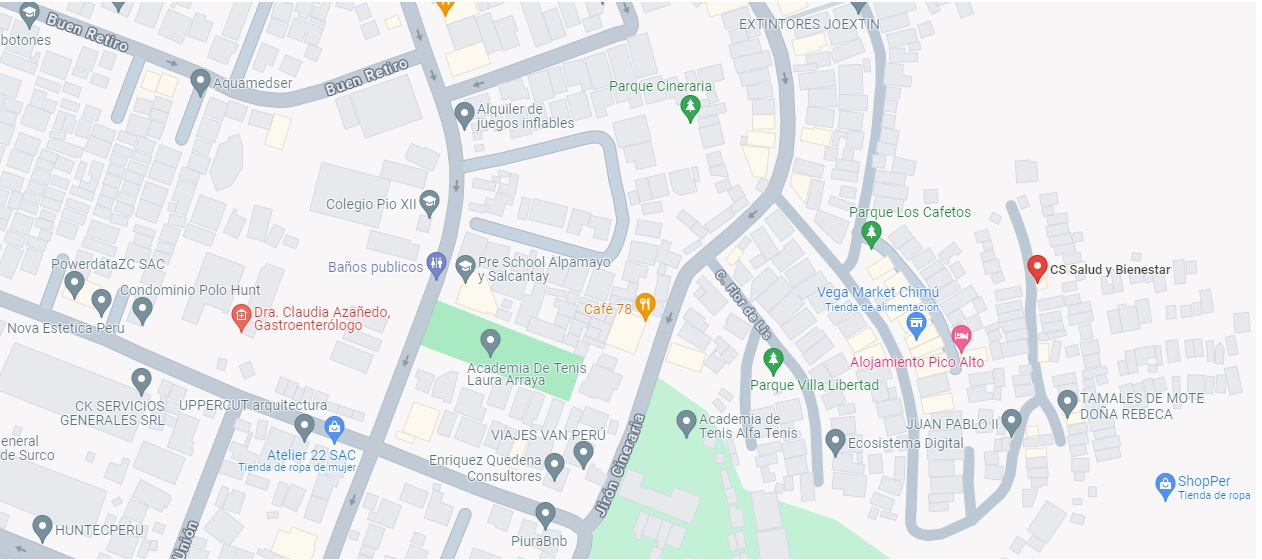 botones
Buen Retiro
EXTINTORES JOEXTIN
Aquamedser
Buen Retiro
Parque Cineraria
Alquiler de
juegos inflables
Colegio Pio XII
Parque Los Cafetos
PowerdataZC SAC
Baños publicos
Pre School Alpamayo
y Salcantay
CS Salud y Bienestar
Condominio Polo Hunt
C. Flor de Lis
Vega Market Chimú
Tienda de alimentación
Nova Estetica Peru
Dra. Claudia Azañedo,
Gastroenterólogo
Café 78
Academia De Tenis
Laura Arraya
Alojamiento Pico Alto
Parque Villa Libertad
CK SERVICIOS
GENERALES SRL
UPPERCUT arquitectura
TAMALES DE MOTE
DOÑA REBECA
Academia de
Tenis Alfa Tenis
JUAN PABLO II
eneral
de Surco
Atelier 22 SAC
Tienda de ropa de mujer
VIAJES VAN PERÚ
Ecosistema Digital
Enriquez Quedena
Consultores
Jirón Cineraria
ShopPer
Tienda de ropa
HUNTECPERU
Unión
PiuraBnb